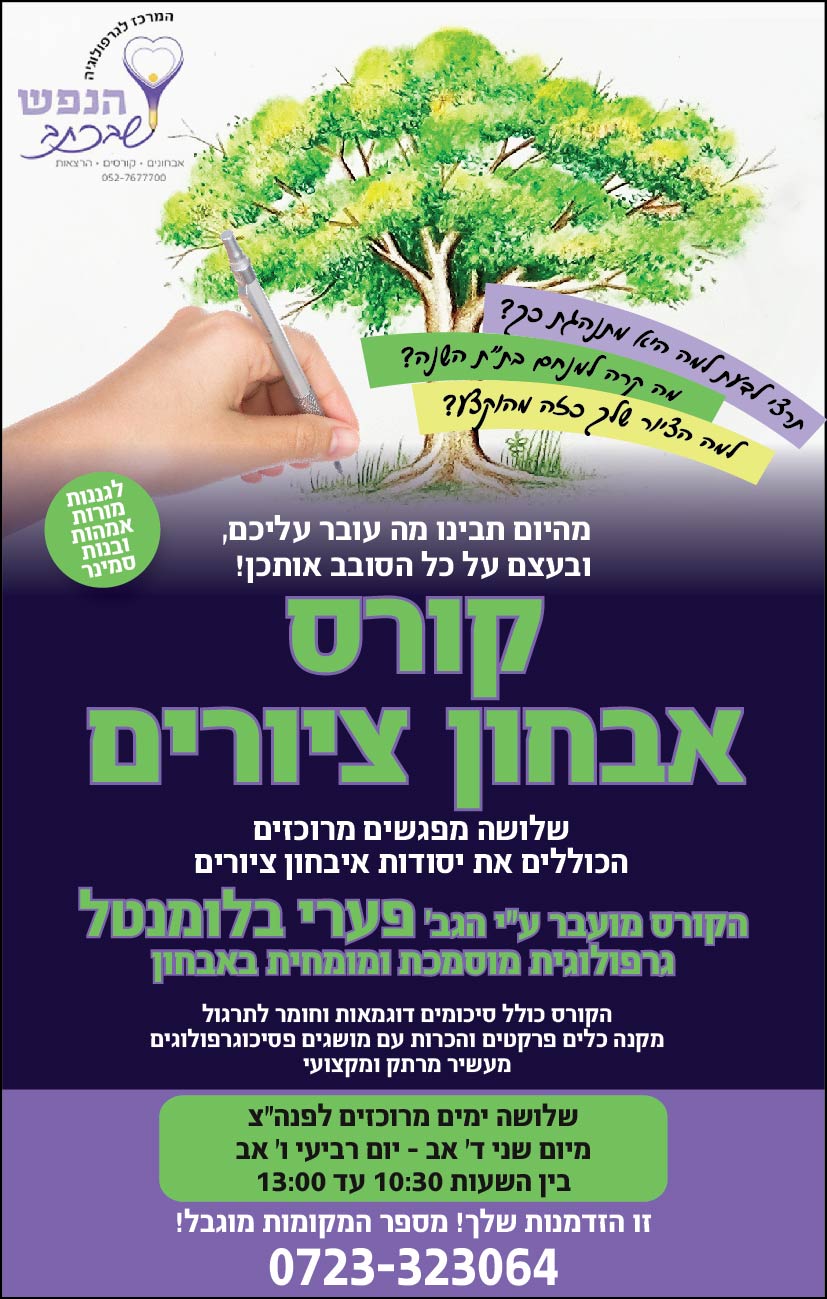 המרכז לגרפולוגיה
הנפש
שבכתב
אבחונים • קורסים • הרצאות
052-7677700
תרצי לדעת למה היא מתנהגת כך?
מה קרה למנחם בת"ת השנה?
למה הציור שלך כזה מהוקצע?
לגננות
מורות
אמהות
ובנות
סמינר
מהיום תבינו מה עובר עליכם,
ובעצם על כל הסובב אותכן!
קורס
אבחון ציורים
שלושה מפגשים מרוכזים
הכוללים את יסודות איבחון ציורים
הקורס מועבר ע"י הגב' פערי בלומנטל
גרפולוגית מוסמכת ומומחית באבחון
הקורס כולל סיכומים דוגמאות וחומר לתרגול
מקנה כלים פרקטים והכרות עם מושגים פסיכוגרפולוגים
מעשיר מרתק ומקצועי
שלושה ימים מרוכזים לפנה"צ
מיום שני ד' אב - יום רביעי ו' אב
בין השעות 10:30 עד 13:00
זו הזדמנות שלך! מספר המקומות מוגבל!
0723-323064